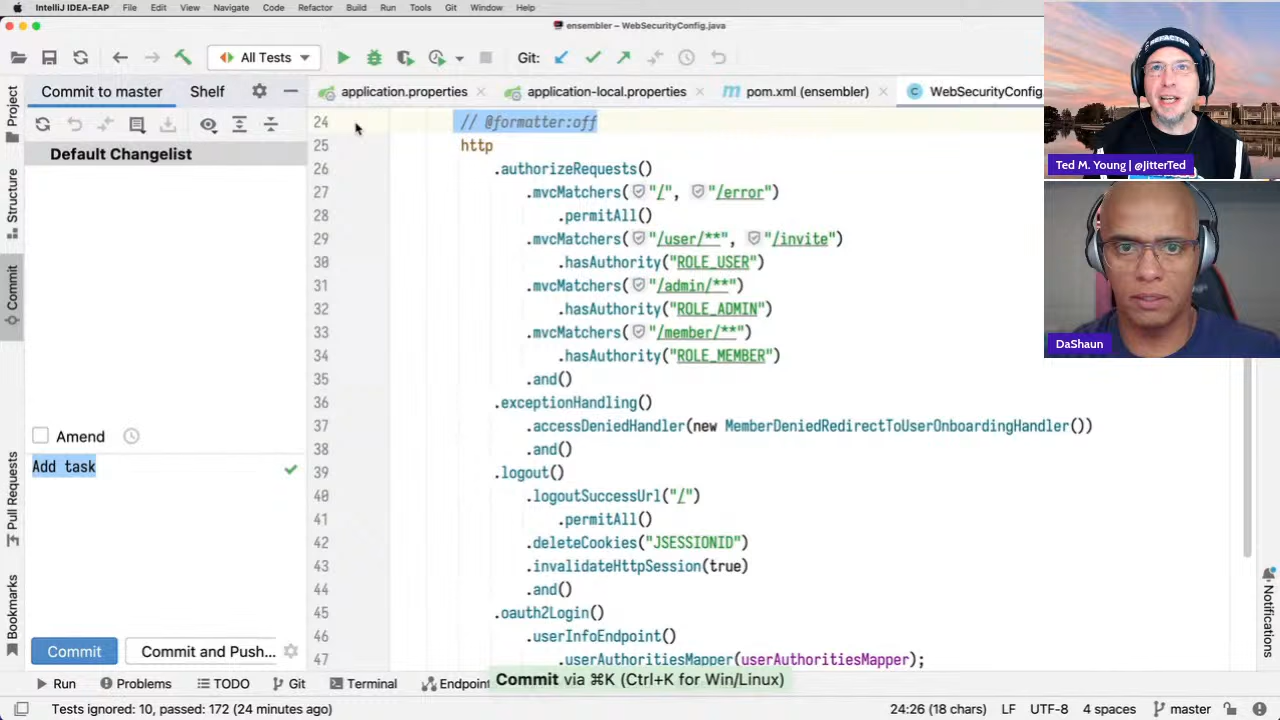 IntelliJ IDEA-EAP File Edit View Navigate Code Refactor Build Run Tools Git Window Help
ensembler – WebSecurityConfig.java
All Tests Git:
Commit to master Shelf
application.properties application-local.properties pom.xml (ensembler) WebSecurityConfig
Project
Structure
Commit
Pull Requests
Bookmarks
Default Changelist
Amend
Add task
Commit Commit and Push...
24 // @formatter:off
25 http
26 .authorizeRequests()
27 .mvcMatchers("/", "/error")
28 .permitAll()
29 .mvcMatchers("/user/**", "/invite")
30 .hasAuthority("ROLE_USER")
31 .mvcMatchers("/admin/**")
32 .hasAuthority("ROLE_ADMIN")
33 .mvcMatchers("/member/**")
34 .hasAuthority("ROLE_MEMBER")
35 .and()
36 .exceptionHandling()
37 .accessDeniedHandler(new MemberDeniedRedirectToUserOnboardingHandler())
38 .and()
39 .logout()
40 .logoutSuccessUrl("/")
41 .permitAll()
42 .deleteCookies("JSESSIONID")
43 .invalidateHttpSession(true)
44 .and()
45 .oauth2Login()
46 .userInfoEndpoint()
47 .userAuthoritiesMapper(userAuthoritiesMapper);
REFACTOR
Ted M. Young | @JitterTed
DaShaun
Notifications
Commit via ⌘K (Ctrl+K for Win/Linux)
Run Problems TODO Git Terminal Endpoint
Tests ignored: 10, passed: 172 (24 minutes ago) 24:26 (18 chars) LF UTF-8 4 spaces master